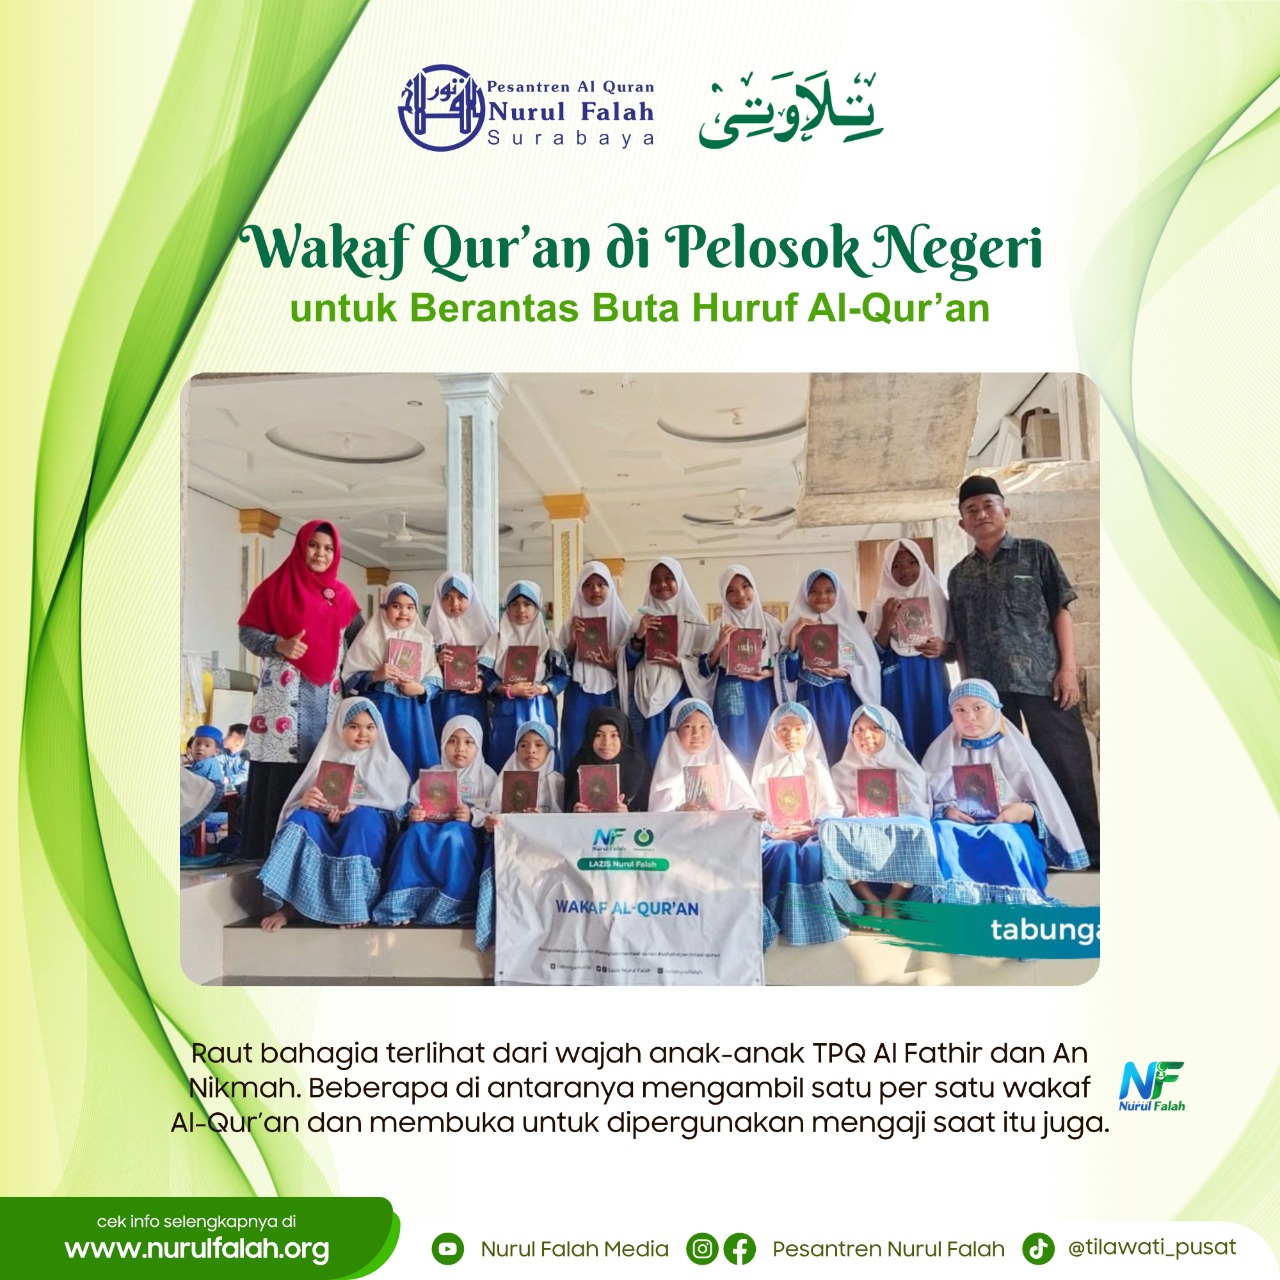 Pesantren Al Quran
Nurul Falah
Surabaya
تِلَاوَتِى
Wakaf Qur'an di Pelosok Negeri
untuk Berantas Buta Huruf Al-Qur'an
NF
Nurul Falah
LAZIS Nurul Falah
WAKAF AL-QUR'AN
Lazis Nurul Falah
tabunga
Raut bahagia terlihat dari wajah anak-anak TPQ Al Fathir dan An
Nikmah. Beberapa di antaranya mengambil satu per satu wakaf
Al-Qur'an dan membuka untuk dipergunakan mengaji saat itu juga.
NF
Nurul Falah
cek info selengkapnya di
www.nurulfalah.org
Nurul Falah Media
Pesantren Nurul Falah
@tilawati_pusat